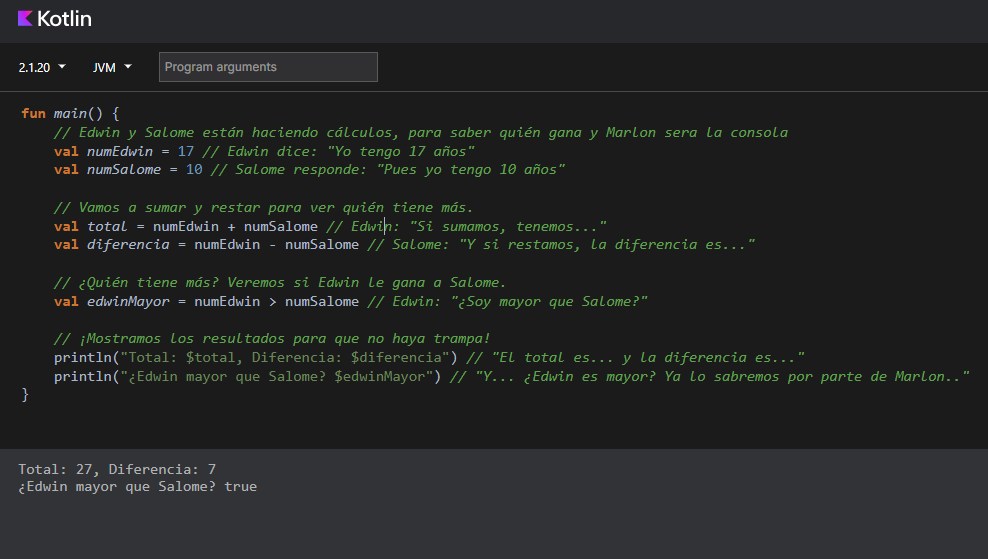 Kotlin
2.1.20 JVM Program arguments
fun main() {
    // Edwin y Salome están haciendo cálculos, para saber quién gana y Marlon sera la consola
    val numEdwin = 17 // Edwin dice: "Yo tengo 17 años"
    val numSalome = 10 // Salome responde: "Pues yo tengo 10 años"
    // Vamos a sumar y restar para ver quién tiene más.
    val total = numEdwin + numSalome // Edwin: "Si sumamos, tenemos..."
    val diferencia = numEdwin - numSalome // Salome: "Y si restamos, la diferencia es..."
    // ¿Quién tiene más? Veremos si Edwin le gana a Salome.
    val edwinMayor = numEdwin > numSalome // Edwin: "¿Soy mayor que Salome?"
    // ¡Mostramos los resultados para que no haya trampa!
    println("Total: $total, Diferencia: $diferencia") // "El total es... y la diferencia es..."
    println("¿Edwin mayor que Salome? $edwinMayor") // "Y... ¿Edwin es mayor? Ya lo sabremos por parte de Marlon.."
}
Total: 27, Diferencia: 7
¿Edwin mayor que Salome? true